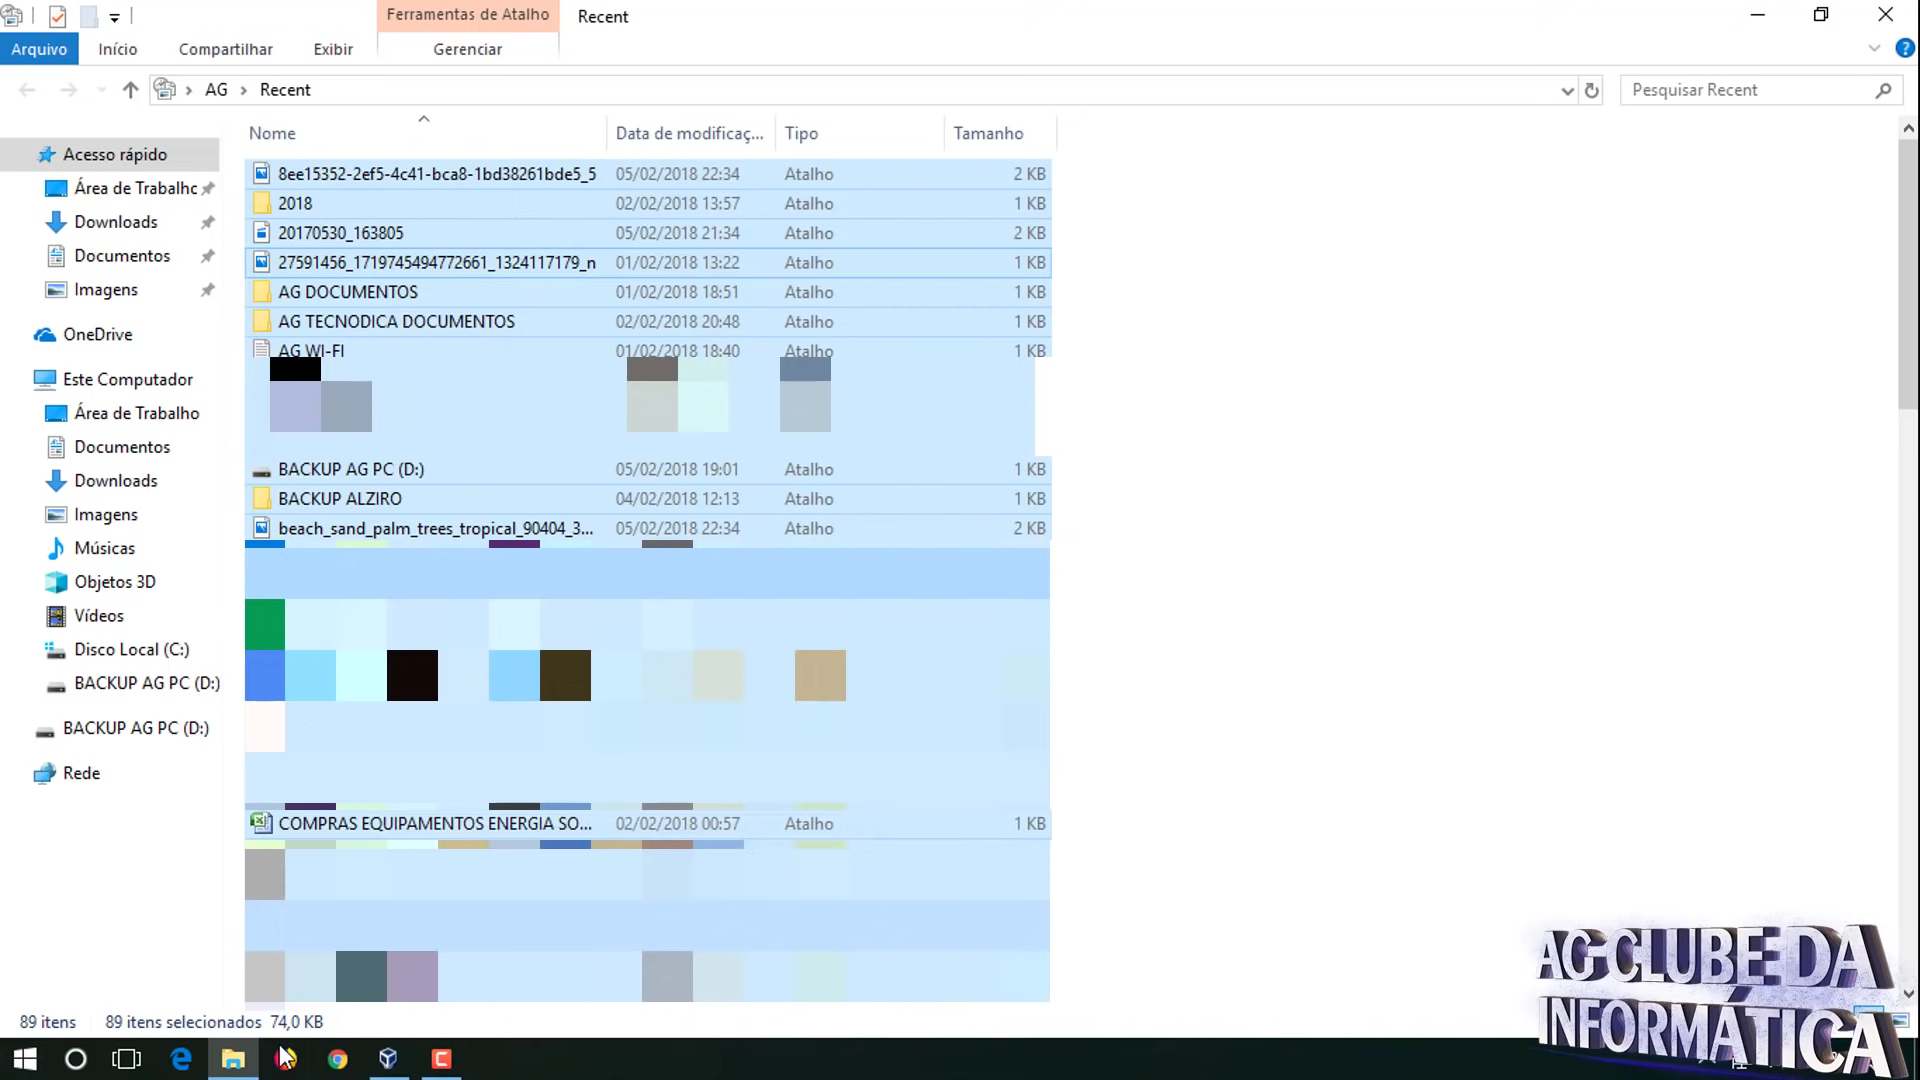 Ferramentas de Atalho
Recent
Arquivo
Início
Compartilhar
Exibir
Gerenciar
AG
Recent
Pesquisar Recent
Nome
Data de modificaç...
Tipo
Tamanho
Acesso rápido
Área de Trabalhc
Downloads
Documentos
Imagens
OneDrive
Este Computador
Área de Trabalho
Documentos
Downloads
Imagens
Músicas
Objetos 3D
Vídeos
Disco Local (C:)
BACKUP AG PC (D:)
BACKUP AG PC (D:)
Rede
8ee15352-2ef5-4c41-bca8-1bd38261bde5_5 05/02/2018 22:34 Atalho 2 KB
2018 02/02/2018 13:57 Atalho 1 KB
20170530_163805 05/02/2018 21:34 Atalho 2 KB
27591456_1719745494772661_1324117179_n 01/02/2018 13:22 Atalho 1 KB
AG DOCUMENTOS 01/02/2018 18:51 Atalho 1 KB
AG TECNODICA DOCUMENTOS 02/02/2018 20:48 Atalho 1 KB
AG WI-FI 01/02/2018 18:40 Atalho 1 KB
BACKUP AG PC (D:) 05/02/2018 19:01 Atalho 1 KB
BACKUP ALZIRO 04/02/2018 12:13 Atalho 1 KB
beach_sand_palm_trees_tropical_90404_3... 05/02/2018 22:34 Atalho 2 KB
COMPRAS EQUIPAMENTOS ENERGIA SO... 02/02/2018 00:57 Atalho 1 KB
89 itens 89 itens selecionados 74,0 KB
AG CLUBE DA
INFORMÁTICA